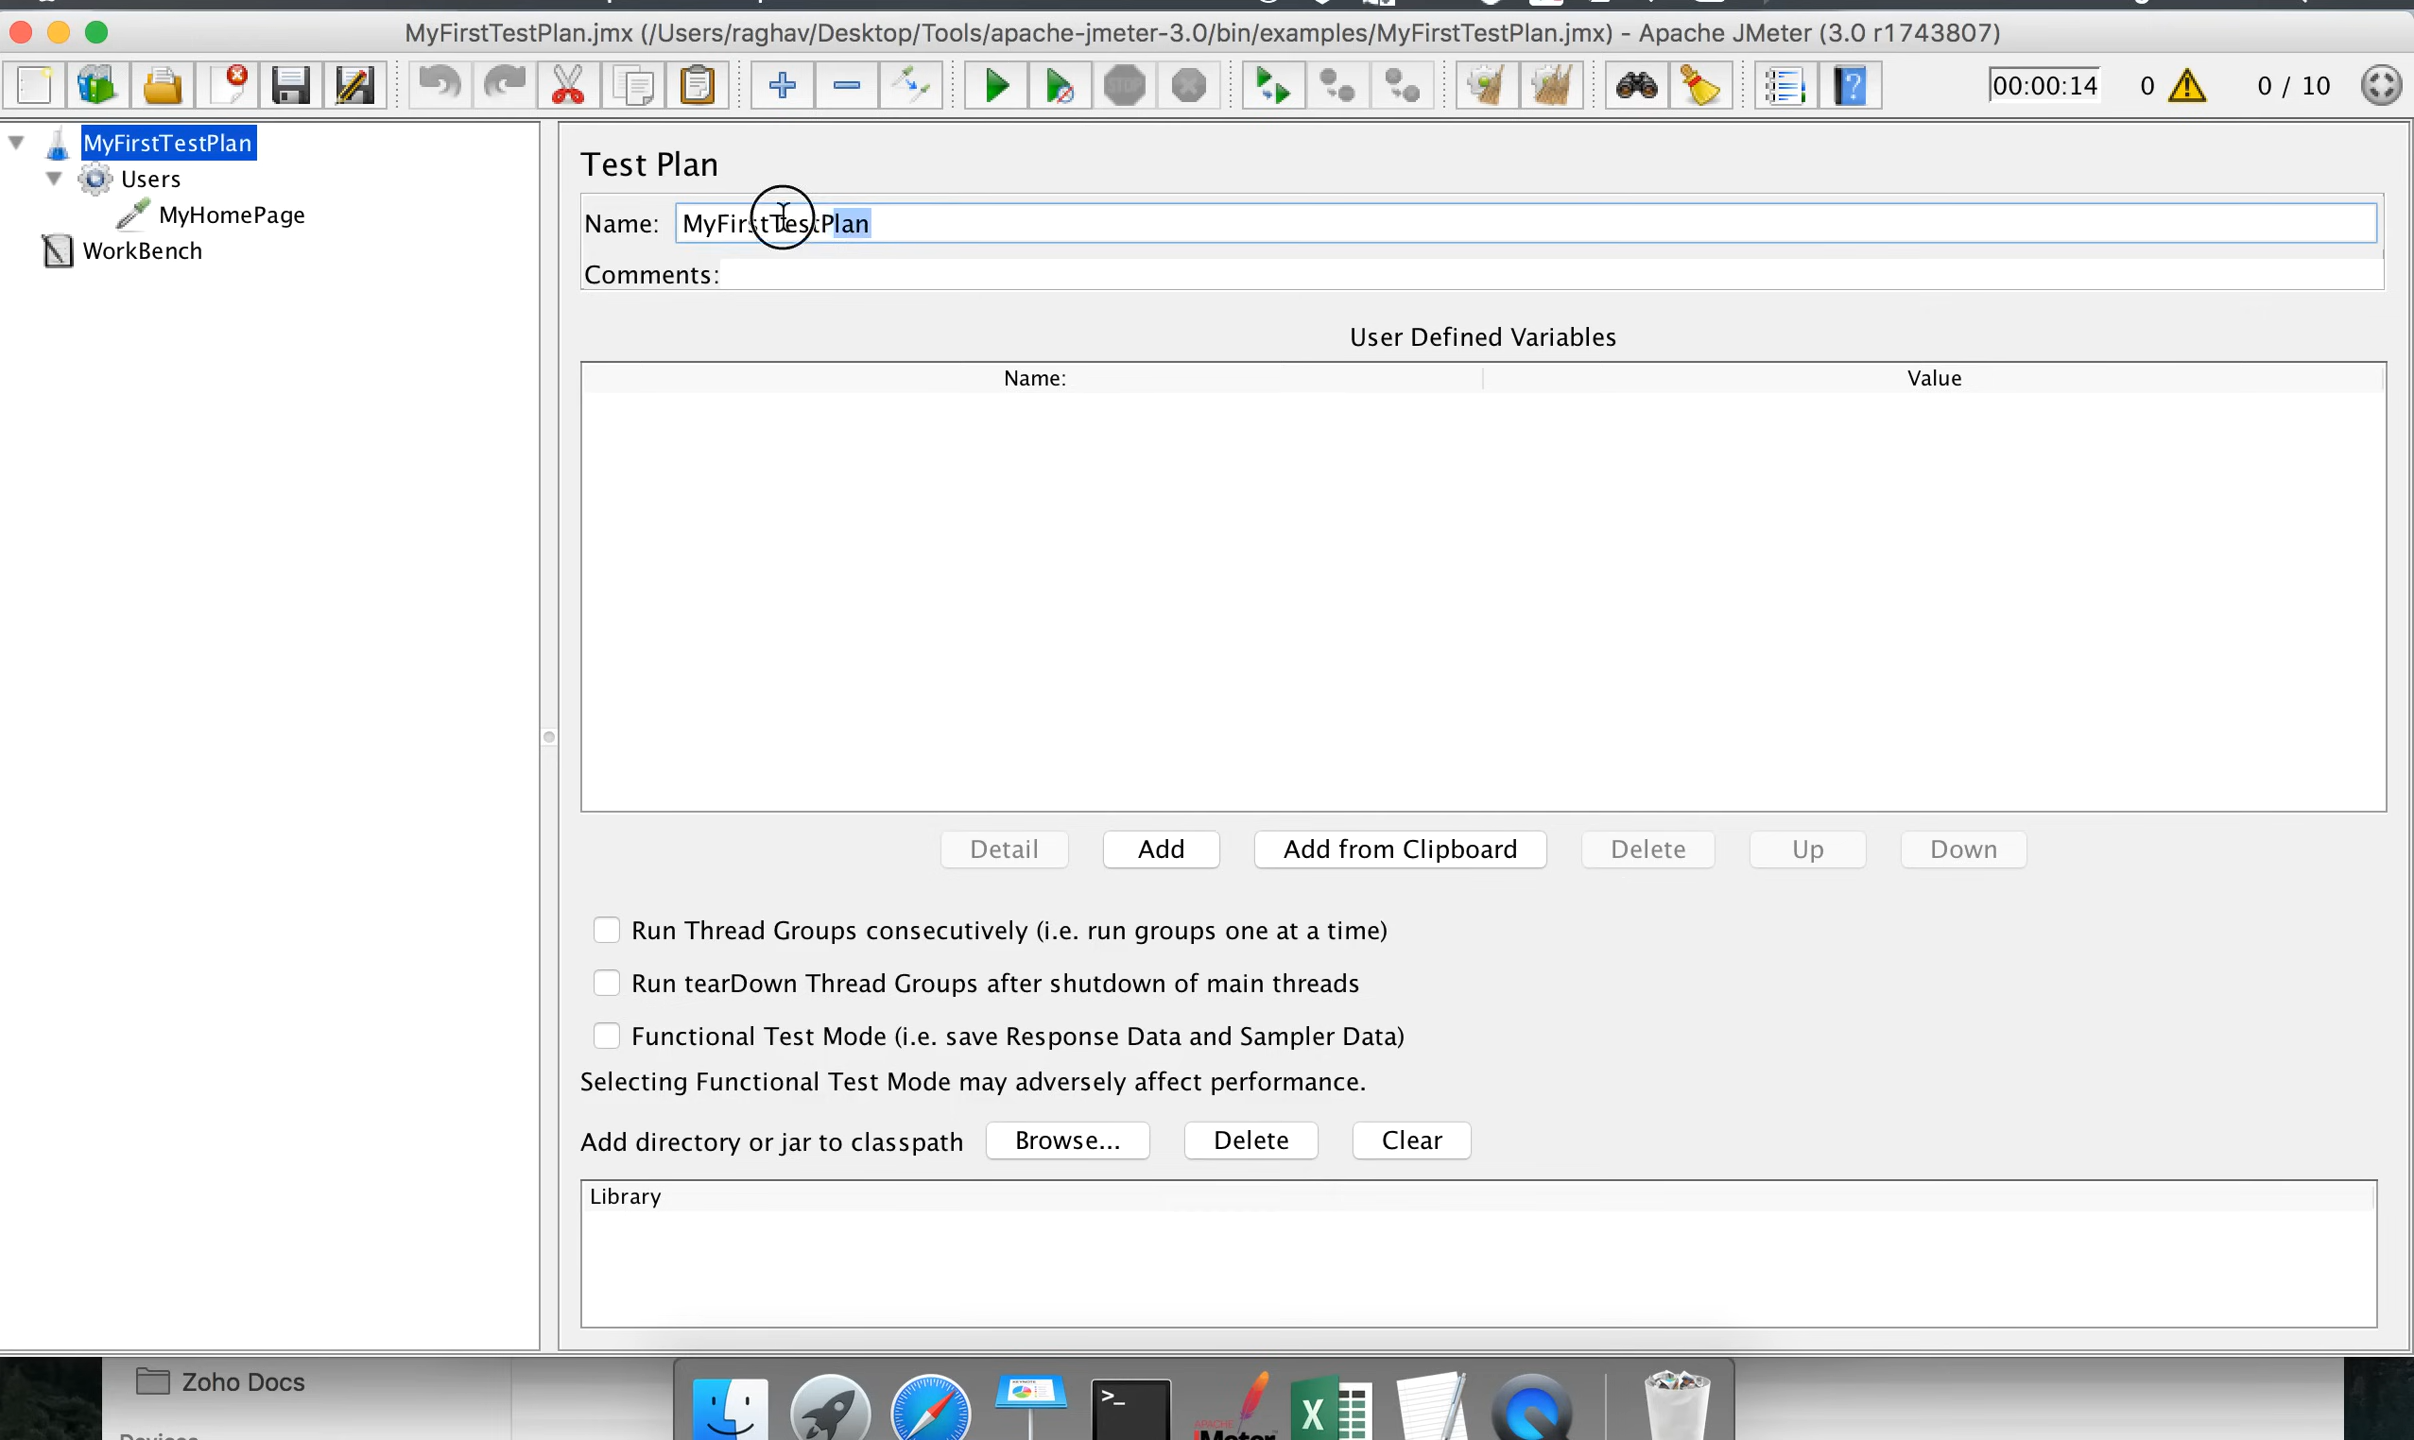 MyFirstTestPlan.jmx (/Users/raghav/Desktop/Tools/apache-jmeter-3.0/bin/examples/MyFirstTestPlan.jmx) - Apache JMeter (3.0 r1743807)
STOP
?
00:00:14 0 0 / 10
MyFirstTestPlan
Users
MyHomePage
WorkBench
Test Plan
Name: MyFirstTestPlan
Comments:
User Defined Variables
Name: Value
Detail Add Add from Clipboard Delete Up Down
Run Thread Groups consecutively (i.e. run groups one at a time)
Run tearDown Thread Groups after shutdown of main threads
Functional Test Mode (i.e. save Response Data and Sampler Data)
Selecting Functional Test Mode may adversely affect performance.
Add directory or jar to classpath Browse... Delete Clear
Library
Zoho Docs
>_
APACHE
JMeter
X